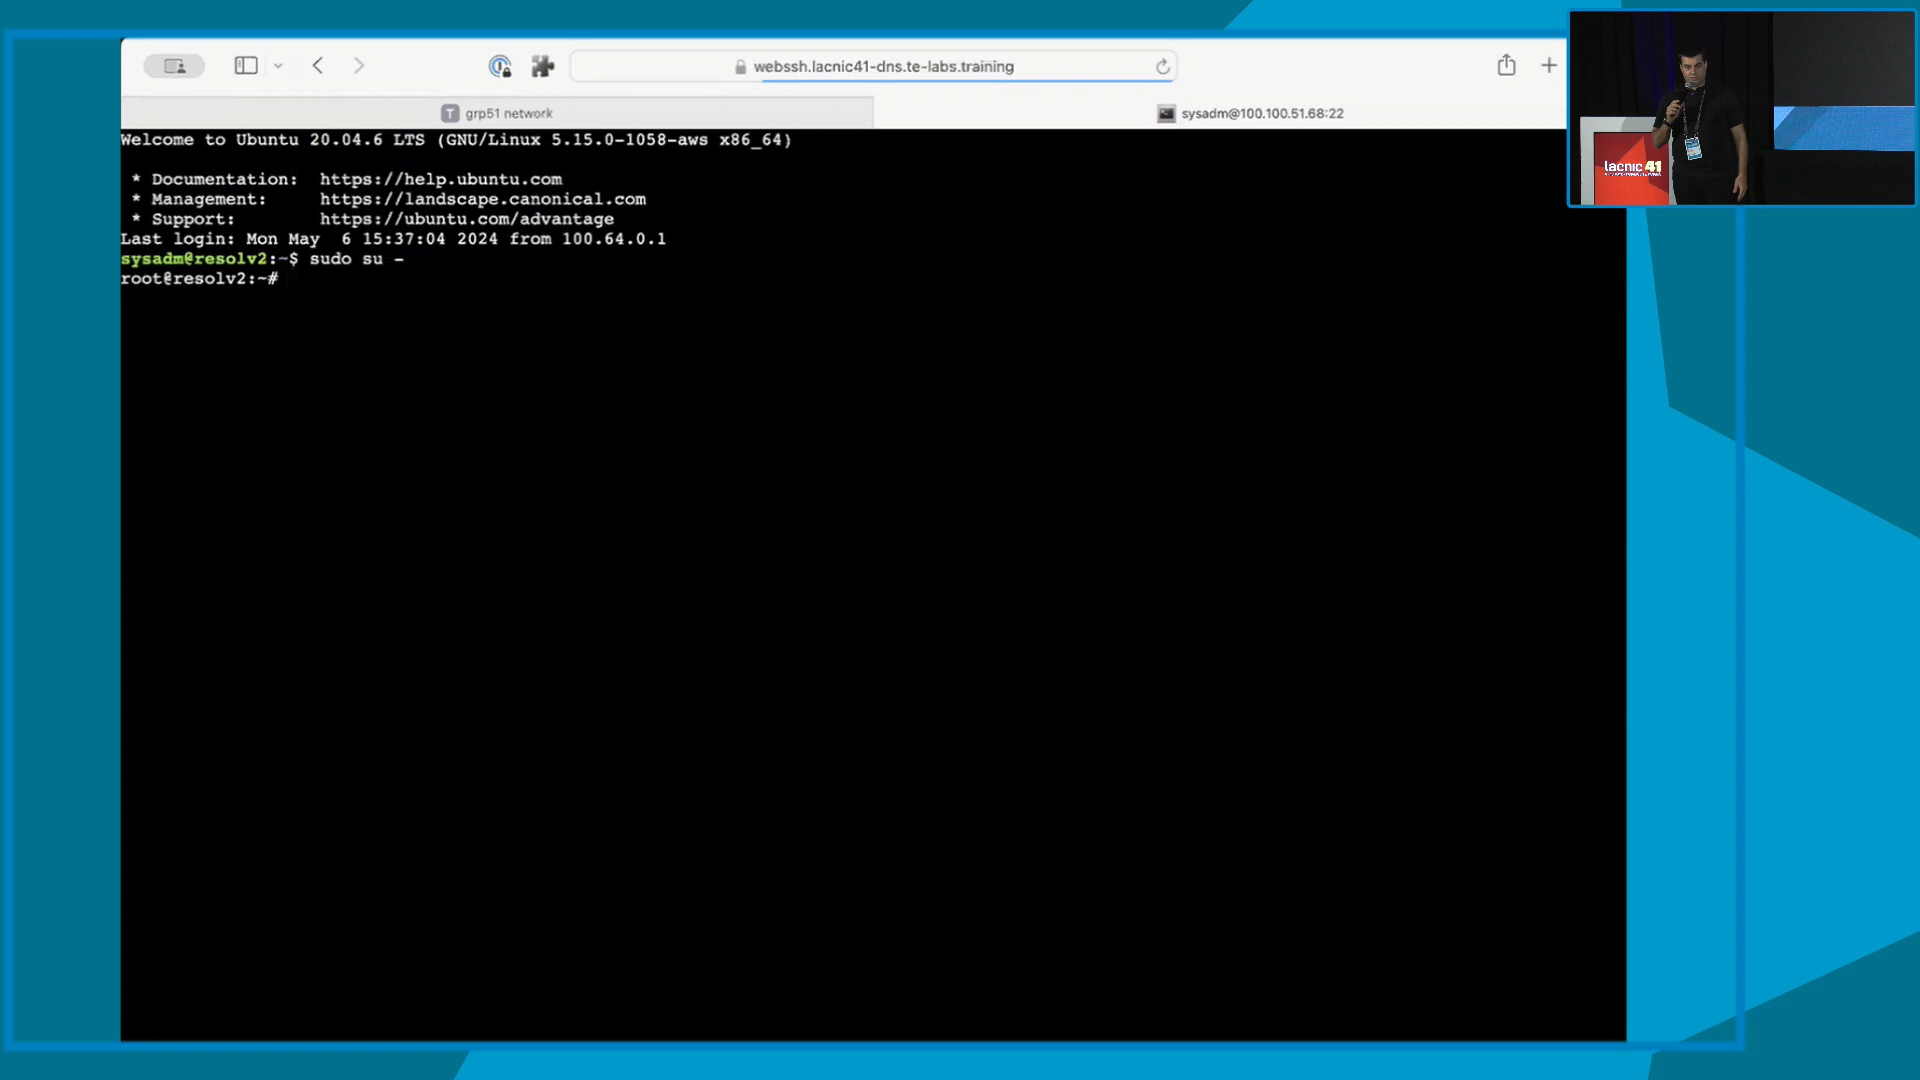 webssh.lacnic41-dns.te-labs.training
T grp51 network
sysadm@100.100.51.68:22
Welcome to Ubuntu 20.04.6 LTS (GNU/Linux 5.15.0-1058-aws x86_64)
* Documentation: https://help.ubuntu.com
* Management: https://landscape.canonical.com
* Support: https://ubuntu.com/advantage
Last login: Mon May  6 15:37:04 2024 from 100.64.0.1
sysadm@resolv2:~$ sudo su -
root@resolv2:~#
lacnic 41